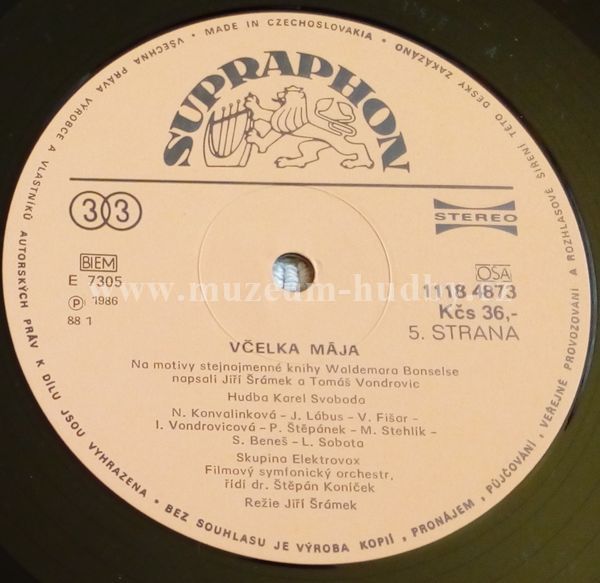 VŠECHNA PRÁVA VÝROBCE A VLASTNÍKŮ AUTORSKÝCH PRÁV K DÍLU JSOU VYHRAZENA • BEZ SOUHLASU JE VÝROBA KOPIÍ, PRONÁJEM, PŮJČOVÁNÍ, VEŘEJNÉ PROVOZOVÁNÍ A ROZHLASOVÉ ŠÍŘENÍ TÉTO DESKY ZAKÁZÁNO • MADE IN CZECHOSLOVAKIA •
SUPRAPHON
33
STEREO
BIEM
E 7305
Ⓟ 1986
88 1
OSA
1118 4873
Kčs 36,-
5. STRANA
www.muzeum-hudby.cz
VČELKA MÁJA
Na motivy stejnojmenné knihy Waldemara Bonselse
napsali Jiří Šrámek a Tomáš Vondrovic
Hudba Karel Svoboda
N. Konvalinková – J. Lábus – V. Fišar –
I. Vondrovicová – P. Štěpánek – M. Stehlík –
S. Beneš – L. Sobota
Skupina Elektrovox
Filmový symfonický orchestr,
řídí dr. Štěpán Koníček
Režie Jiří Šrámek